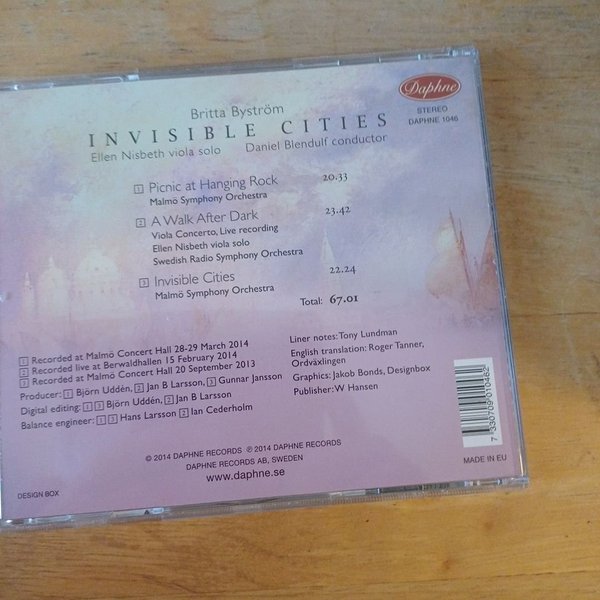 Daphne
STEREO
DAPHNE 1046
Britta Byström
INVISIBLE CITIES
Ellen Nisbeth viola solo Daniel Blendulf conductor
1 Picnic at Hanging Rock 20.33
Malmö Symphony Orchestra
2 A Walk After Dark 23.42
Viola Concerto, Live recording
Ellen Nisbeth viola solo
Swedish Radio Symphony Orchestra
3 Invisible Cities 22.24
Malmö Symphony Orchestra
Total: 67.01
1 Recorded at Malmö Concert Hall 28-29 March 2014
2 Recorded live at Berwaldhallen 15 February 2014
3 Recorded at Malmö Concert Hall 20 September 2013
Producer: 1 Björn Uddén, 2 Jan B Larsson, 3 Gunnar Jansson
Digital editing: 1 3 Björn Uddén, 2 Jan B Larsson
Balance engineer: 1 3 Hans Larsson 2 Ian Cederholm
Liner notes: Tony Lundman
English translation: Roger Tanner,
Ordväxlingen
Graphics: Jakob Bonds, Designbox
Publisher: W Hansen
7 330709 010462
© 2014 DAPHNE RECORDS ℗ 2014 DAPHNE RECORDS
DAPHNE RECORDS AB, SWEDEN
www.daphne.se
DESIGN BOX
MADE IN EU